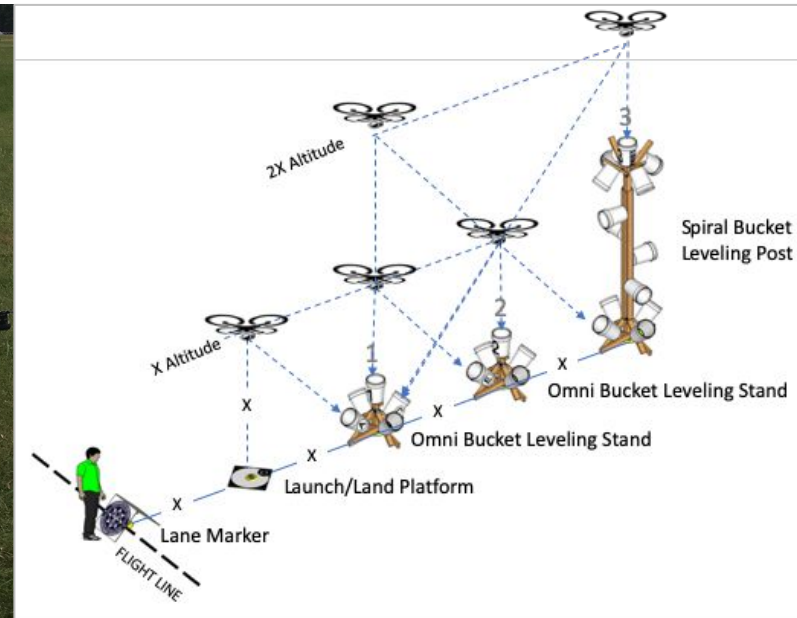 3
2X Altitude
Spiral Bucket
Leveling Post
2
X Altitude
1
X
X
Omni Bucket Leveling Stand
X
Omni Bucket Leveling Stand
X
Launch/Land Platform
X
Lane Marker
FLIGHT LINE